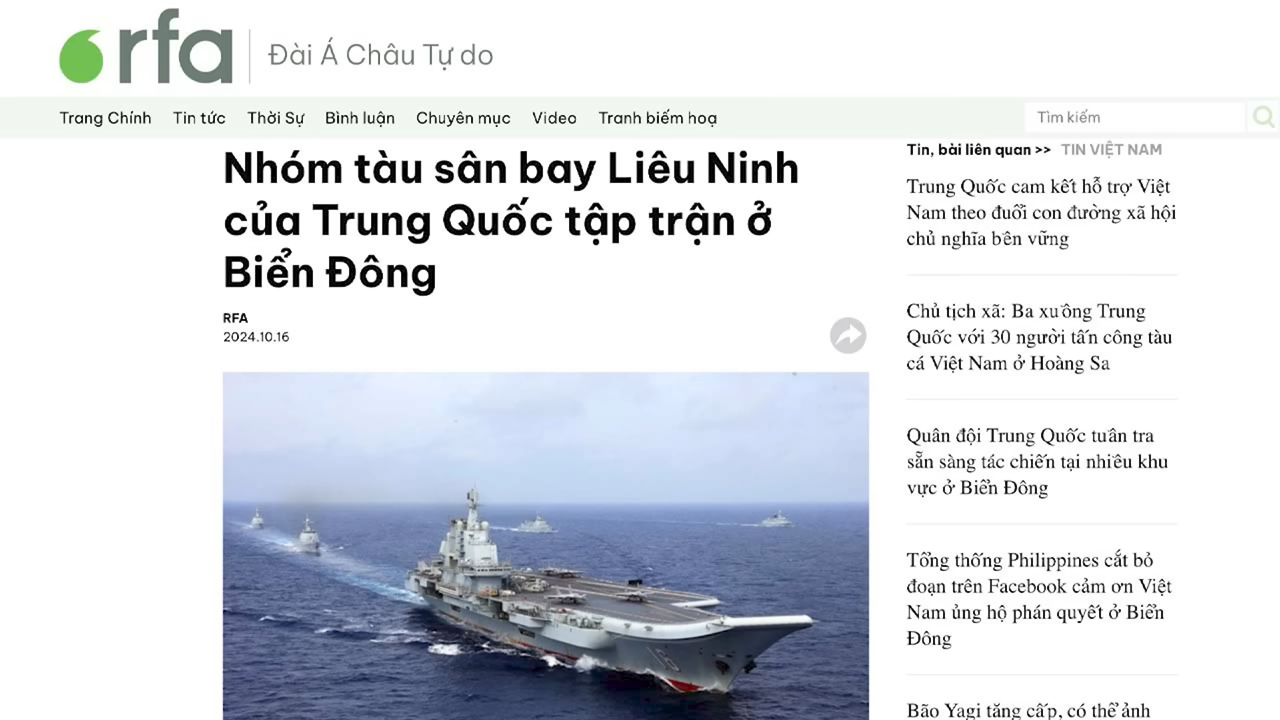 rfa
Đài Á Châu Tự do
Trang Chính Tin tức Thời Sự Bình luận Chuyên mục Video Tranh biếm hoạ
Tìm kiếm
Nhóm tàu sân bay Liêu Ninh
của Trung Quốc tập trận ở
Biển Đông
RFA
2024.10.16
16
Tin, bài liên quan >> TIN VIỆT NAM
Trung Quốc cam kết hỗ trợ Việt
Nam theo đuổi con đường xã hội
chủ nghĩa bền vững
Chủ tịch xã: Ba xuồng Trung
Quốc với 30 người tấn công tàu
cá Việt Nam ở Hoàng Sa
Quân đội Trung Quốc tuần tra
sẵn sàng tác chiến tại nhiều khu
vực ở Biển Đông
Tổng thống Philippines cắt bỏ
đoạn trên Facebook cảm ơn Việt
Nam ủng hộ phán quyết ở Biển
Đông
Bão Yagi tăng cấp, có thể ảnh